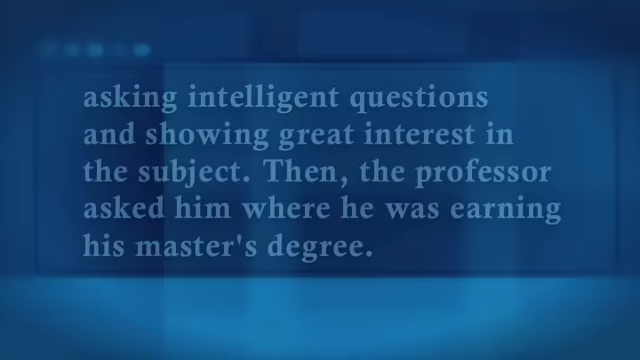 asking intelligent questions
and showing great interest in
the subject. Then, the professor
asked him where he was earning
his master's degree.